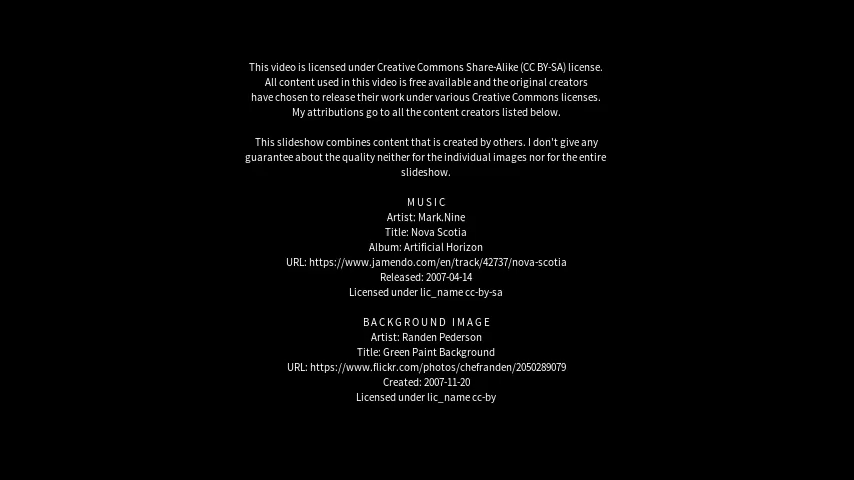 This video is licensed under Creative Commons Share-Alike (CC BY-SA) license.
All content used in this video is free available and the original creators
have chosen to release their work under various Creative Commons licenses.
My attributions go to all the content creators listed below.
This slideshow combines content that is created by others. I don't give any
guarantee about the quality neither for the individual images nor for the entire
slideshow.
MUSIC
Artist: Mark.Nine
Title: Nova Scotia
Album: Artificial Horizon
URL: https://www.jamendo.com/en/track/42737/nova-scotia
Released: 2007-04-14
Licensed under lic_name cc-by-sa
BACKGROUND IMAGE
Artist: Randen Pederson
Title: Green Paint Background
URL: https://www.flickr.com/photos/chefranden/2050289079
Created: 2007-11-20
Licensed under lic_name cc-by